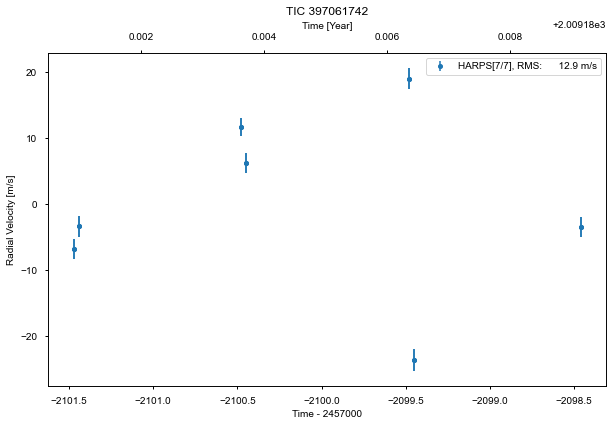 TIC 397061742
Time [Year]
+2.00918e3
0.002 0.004 0.006 0.008
HARPS[7/7], RMS: 12.9 m/s
Radial Velocity [m/s]
20
10
0
−10
−20
−2101.5 −2101.0 −2100.5 −2100.0 −2099.5 −2099.0 −2098.5
Time - 2457000